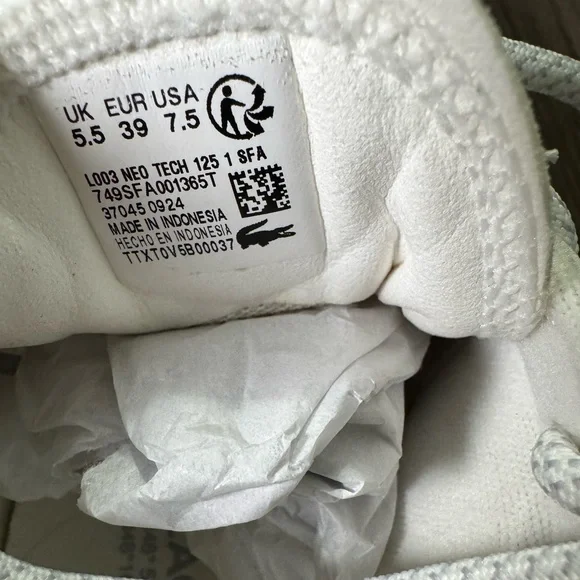 UK EUR USA
5.5 39 7.5
L003 NEO TECH 125 1 SFA
749SFA001365T
37045 0924
MADE IN INDONESIA
HECHO EN INDONESIA
TTXT0V5B00037